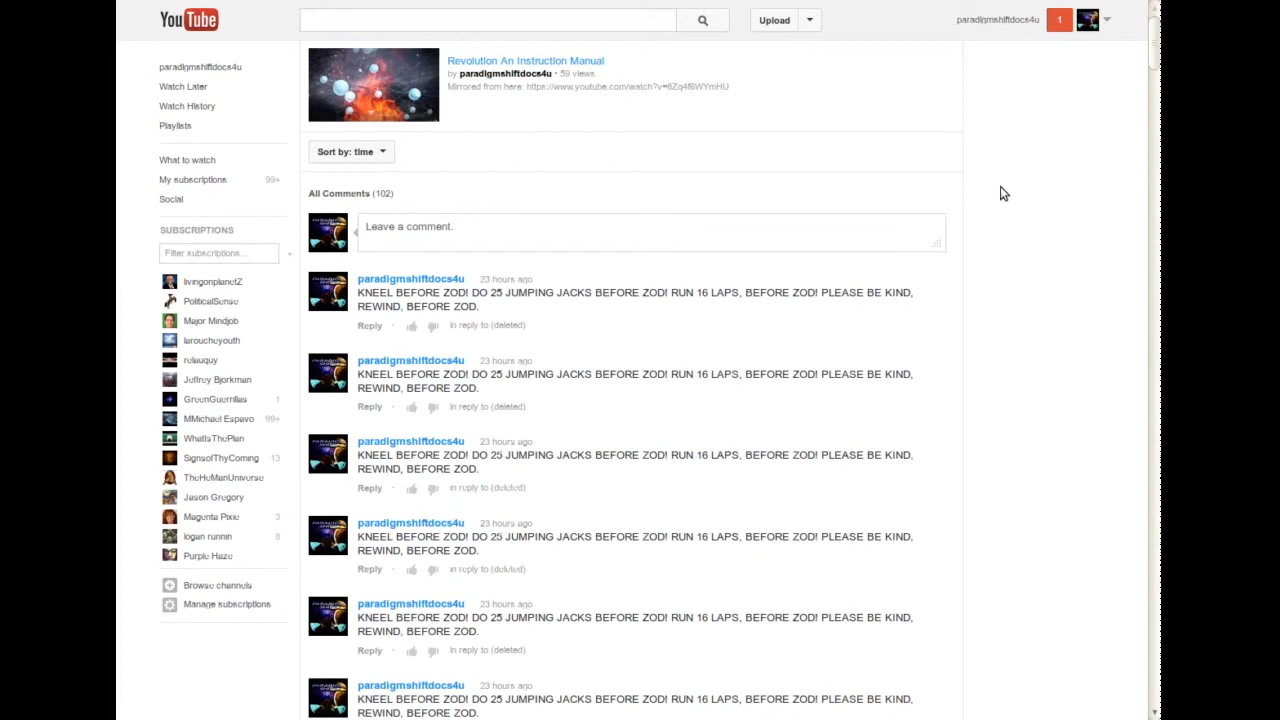 YouTube
Upload
paradigmshiftdocs4u
1
paradigmshiftdocs4u
Watch Later
Watch History
Playlists
What to watch
My subscriptions 99+
Social
SUBSCRIPTIONS
Filter subscriptions...
livingonplanetZ
PoliticalSense
Major Mindjob
laroucheyouth
relauquy
Jeffrey Bjorkman
GreenGuerrillas 1
MMichael Espavo 99+
WhatIsThePlan
SignsofThyComing 13
TheHeManUniverse
Jason Gregory
Magenta Pixie 3
logan runnin 8
Purple Haze
Browse channels
Manage subscriptions
Revolution An Instruction Manual
by paradigmshiftdocs4u • 59 views
Mirrored from here: https://www.youtube.com/watch?v=8Zq4f6WYmHU
Sort by: time
All Comments (102)
Leave a comment.
paradigmshiftdocs4u 23 hours ago
KNEEL BEFORE ZOD! DO 25 JUMPING JACKS BEFORE ZOD! RUN 16 LAPS, BEFORE ZOD! PLEASE BE KIND,
REWIND, BEFORE ZOD.
Reply · in reply to (deleted)
paradigmshiftdocs4u 23 hours ago
KNEEL BEFORE ZOD! DO 25 JUMPING JACKS BEFORE ZOD! RUN 16 LAPS, BEFORE ZOD! PLEASE BE KIND,
REWIND, BEFORE ZOD.
Reply · in reply to (deleted)
paradigmshiftdocs4u 23 hours ago
KNEEL BEFORE ZOD! DO 25 JUMPING JACKS BEFORE ZOD! RUN 16 LAPS, BEFORE ZOD! PLEASE BE KIND,
REWIND, BEFORE ZOD.
Reply · in reply to (deleted)
paradigmshiftdocs4u 23 hours ago
KNEEL BEFORE ZOD! DO 25 JUMPING JACKS BEFORE ZOD! RUN 16 LAPS, BEFORE ZOD! PLEASE BE KIND,
REWIND, BEFORE ZOD.
Reply · in reply to (deleted)
paradigmshiftdocs4u 23 hours ago
KNEEL BEFORE ZOD! DO 25 JUMPING JACKS BEFORE ZOD! RUN 16 LAPS, BEFORE ZOD! PLEASE BE KIND,
REWIND, BEFORE ZOD.
Reply · in reply to (deleted)
paradigmshiftdocs4u 23 hours ago
KNEEL BEFORE ZOD! DO 25 JUMPING JACKS BEFORE ZOD! RUN 16 LAPS, BEFORE ZOD! PLEASE BE KIND,
REWIND, BEFORE ZOD.